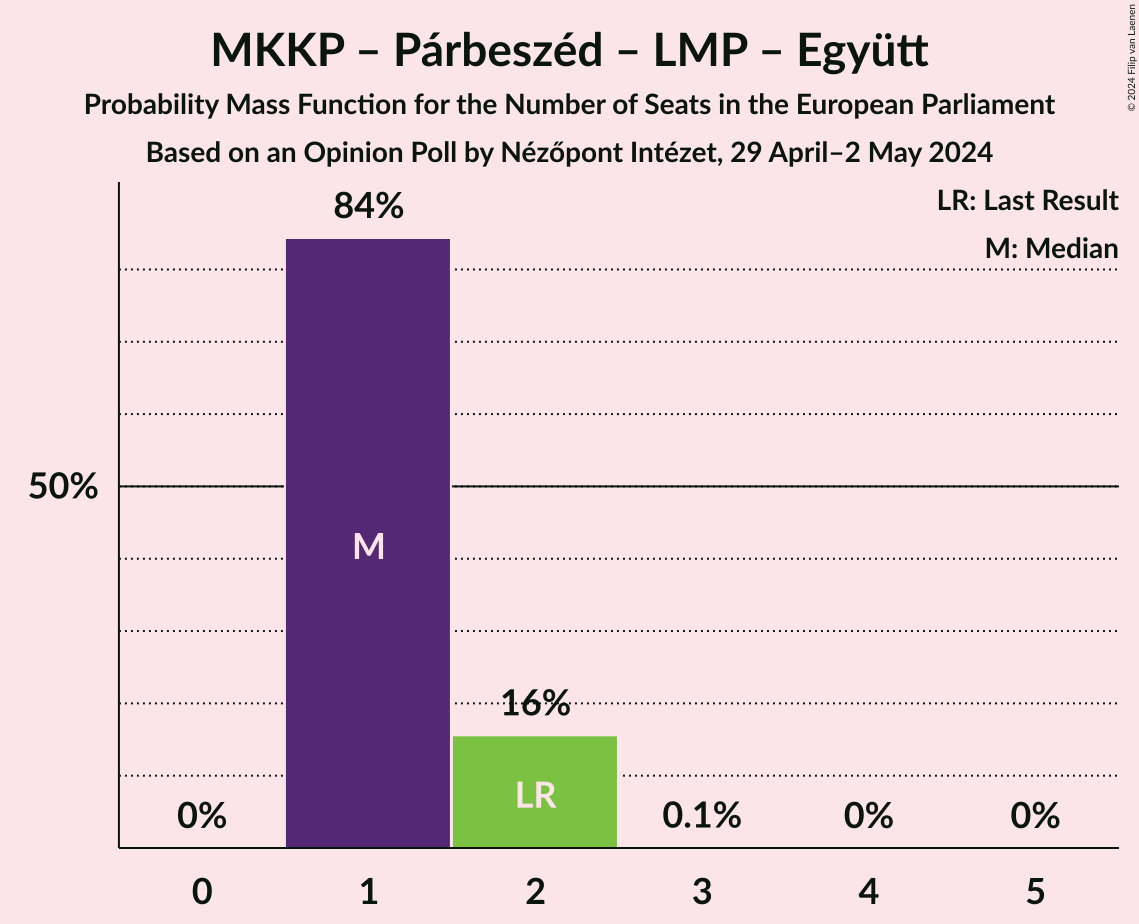 MKKP – Párbeszéd – LMP – Együtt
Probability Mass Function for the Number of Seats in the European Parliament
Based on an Opinion Poll by Nézőpont Intézet, 29 April–2 May 2024
© 2024 Filip van Laenen
LR: Last Result
M: Median
84%
50%
M
16%
LR
0%
0.1%
0%
0%
0
1
2
3
4
5